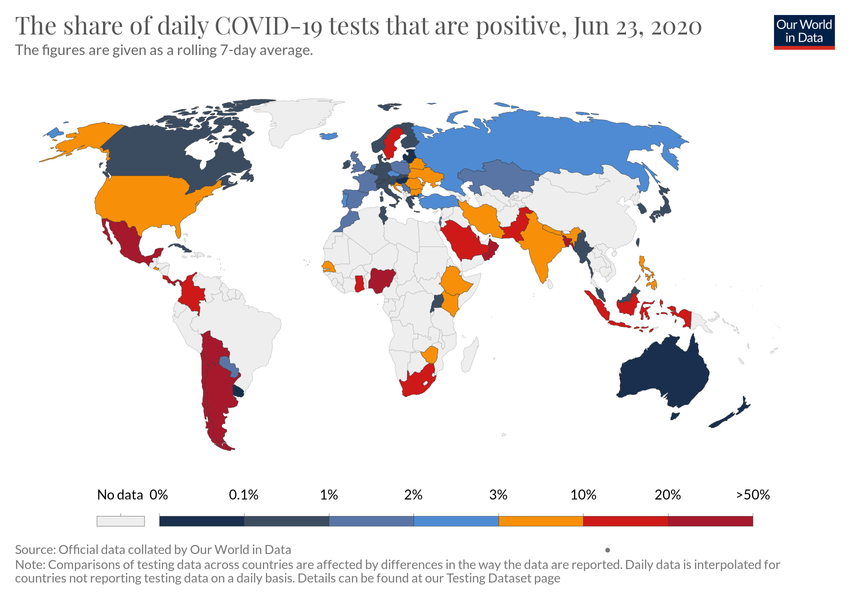 The share of daily COVID-19 tests that are positive, Jun 23, 2020
The figures are given as a rolling 7-day average.
Our World
in Data
No data 0% 0.1% 1% 2% 3% 10% 20% >50%
Source: Official data collated by Our World in Data
Note: Comparisons of testing data across countries are affected by differences in the way the data are reported. Daily data is interpolated for
countries not reporting testing data on a daily basis. Details can be found at our Testing Dataset page